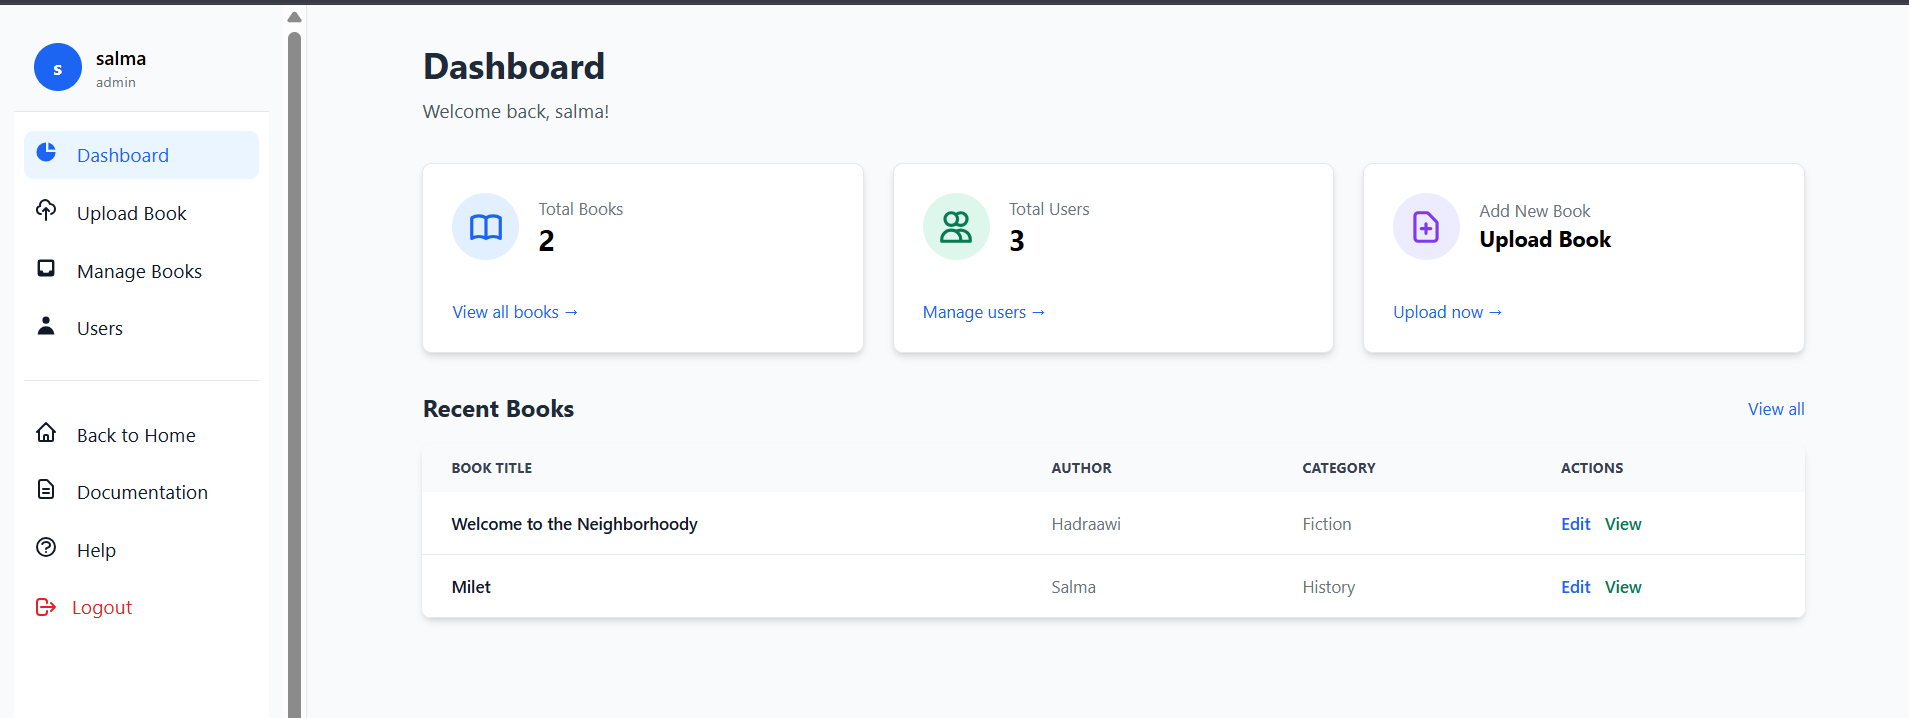 s
salma
admin
Dashboard
Upload Book
Manage Books
Users
Back to Home
Documentation
Help
Logout
Dashboard
Welcome back, salma!
Total Books
2
View all books →
Total Users
3
Manage users →
Add New Book
Upload Book
Upload now →
Recent Books View all
BOOK TITLE AUTHOR CATEGORY ACTIONS
Welcome to the Neighborhoody Hadraawi Fiction Edit View
Milet Salma History Edit View